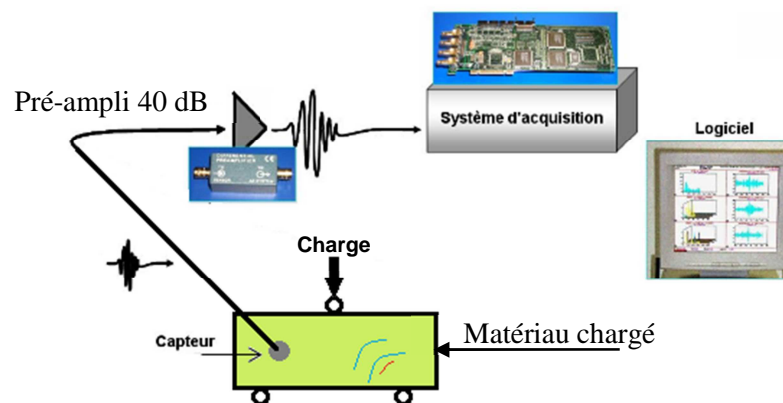 Pré-ampli 40 dB
Système d'acquisition
Logiciel
Charge
Capteur
Matériau chargé